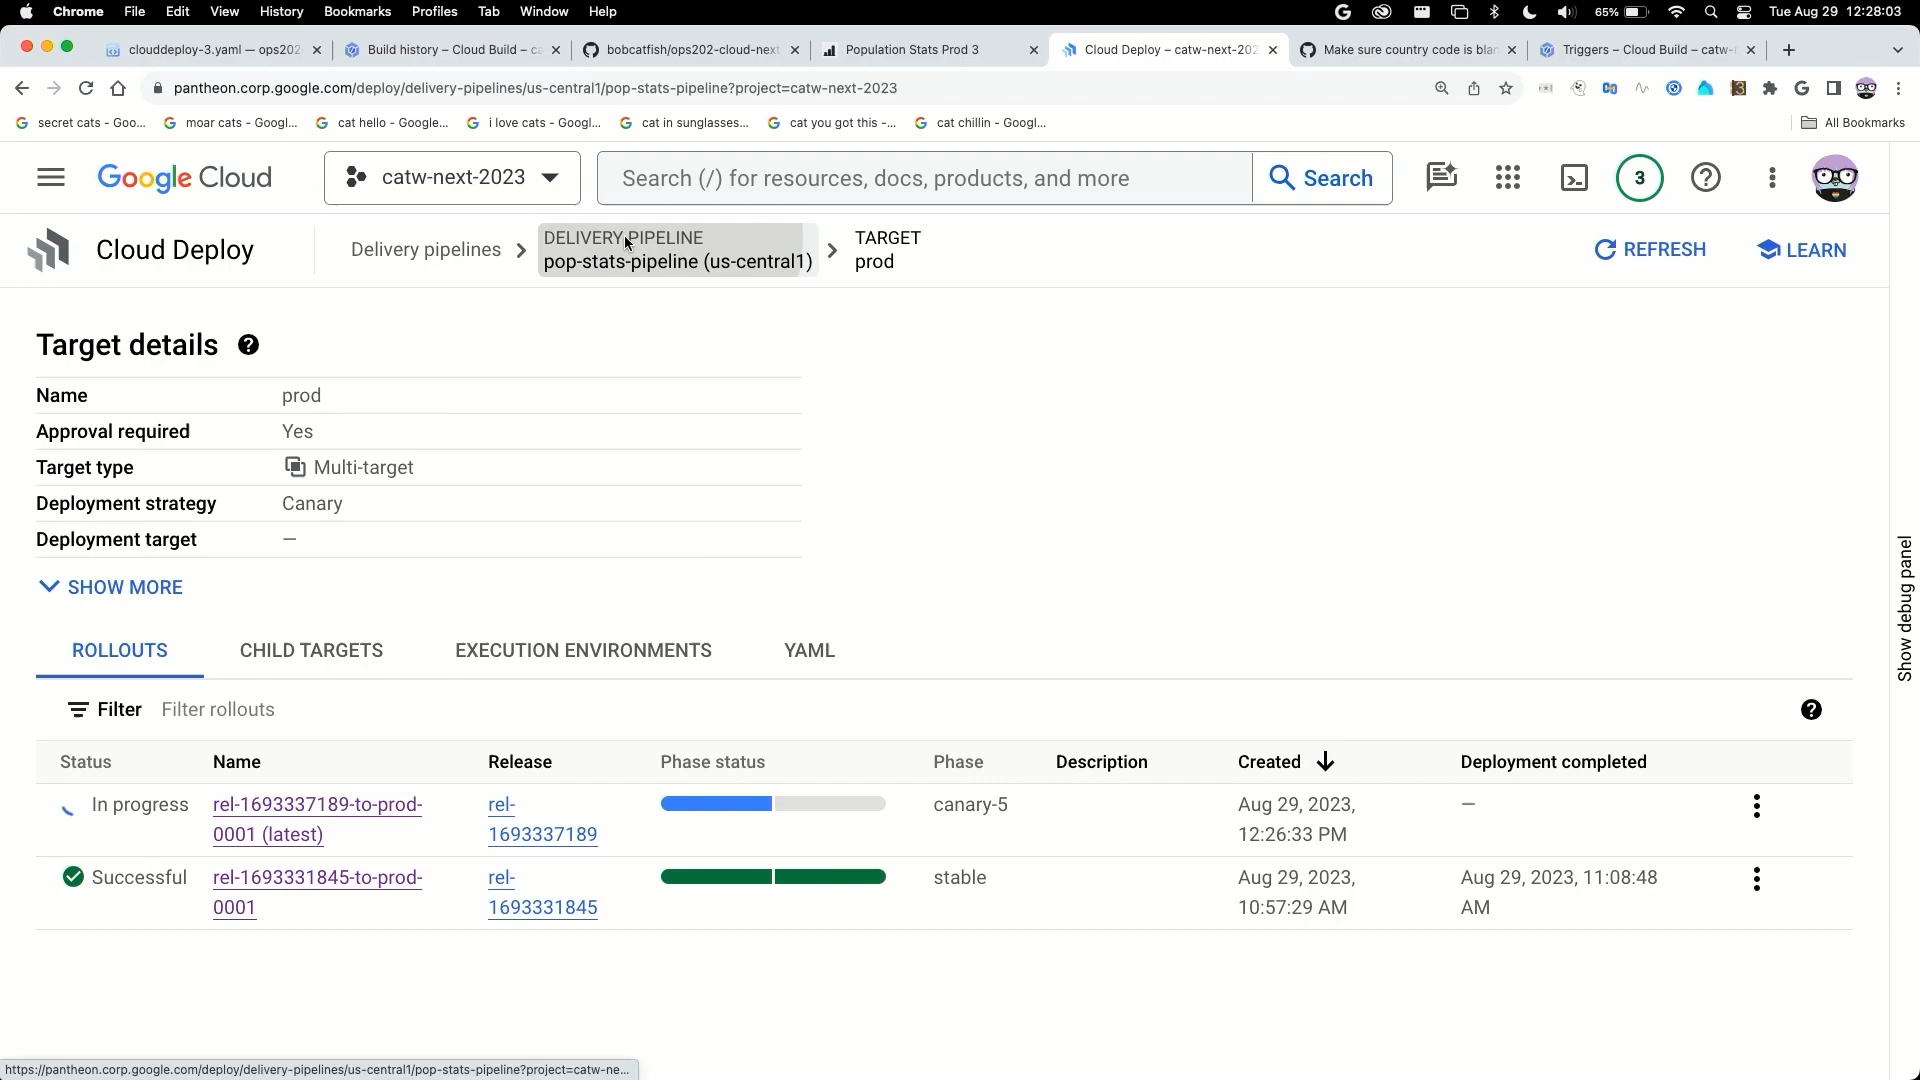 Chrome File Edit View History Bookmarks Profiles Tab Window Help 65% Tue Aug 29 12:28:03
clouddeploy-3.yaml — ops202 Build history – Cloud Build – ca bobcatfish/ops202-cloud-next Population Stats Prod 3 Cloud Deploy – catw-next-202 Make sure country code is blan Triggers – Cloud Build – catw-
pantheon.corp.google.com/deploy/delivery-pipelines/us-central1/pop-stats-pipeline?project=catw-next-2023
secret cats - Goo... moar cats - Googl... cat hello - Google... i love cats - Googl... cat in sunglasses... cat you got this -... cat chillin - Googl... All Bookmarks
Google Cloud catw-next-2023 Search (/) for resources, docs, products, and more Search 3
Cloud Deploy Delivery pipelines DELIVERY PIPELINE TARGET REFRESH LEARN
pop-stats-pipeline (us-central1) prod
Target details
Name prod
Approval required Yes
Target type Multi-target
Deployment strategy Canary
Deployment target —
SHOW MORE
Show debug panel
ROLLOUTS CHILD TARGETS EXECUTION ENVIRONMENTS YAML
Filter Filter rollouts
Status Name Release Phase status Phase Description Created Deployment completed
In progress rel-1693337189-to-prod- rel- canary-5 Aug 29, 2023, —
0001 (latest) 1693337189 12:26:33 PM
Successful rel-1693331845-to-prod- rel- stable Aug 29, 2023, Aug 29, 2023, 11:08:48
0001 1693331845 10:57:29 AM AM
https://pantheon.corp.google.com/deploy/delivery-pipelines/us-central1/pop-stats-pipeline?project=catw-ne...